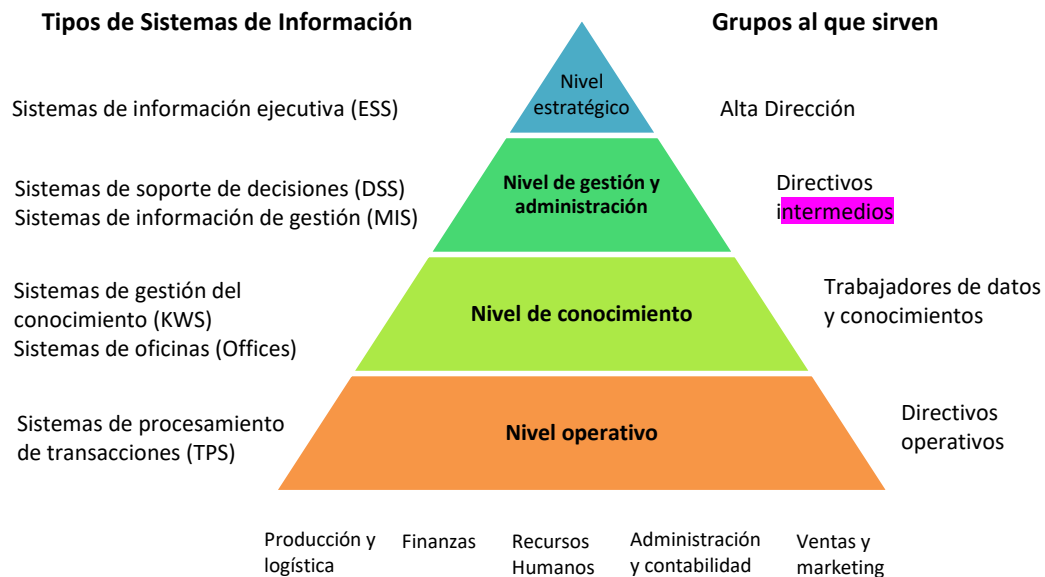 Tipos de Sistemas de Información
Grupos al que sirven
Nivel
estratégico
Sistemas de información ejecutiva (ESS)
Alta Dirección
Sistemas de soporte de decisiones (DSS)
Sistemas de información de gestión (MIS)
Nivel de gestión y
administración
Directivos
intermedios
Sistemas de gestión del
conocimiento (KWS)
Sistemas de oficinas (Offices)
Nivel de conocimiento
Trabajadores de datos
y conocimientos
Sistemas de procesamiento
de transacciones (TPS)
Nivel operativo
Directivos
operativos
Producción y
logística
Finanzas
Recursos
Humanos
Administración
y contabilidad
Ventas y
marketing